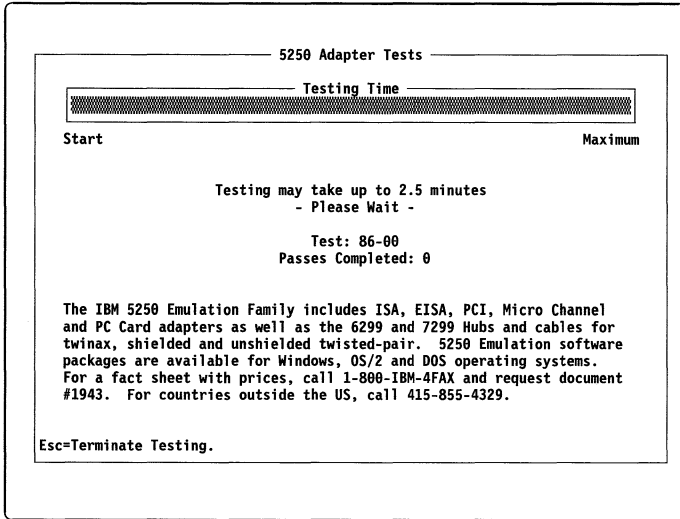 5250 Adapter Tests
Testing Time
Start Maximum
Testing may take up to 2.5 minutes
- Please Wait -
Test: 86-00
Passes Completed: 0
The IBM 5250 Emulation Family includes ISA, EISA, PCI, Micro Channel
and PC Card adapters as well as the 6299 and 7299 Hubs and cables for
twinax, shielded and unshielded twisted-pair.  5250 Emulation software
packages are available for Windows, OS/2 and DOS operating systems.
For a fact sheet with prices, call 1-800-IBM-4FAX and request document
#1943.  For countries outside the US, call 415-855-4329.
Esc=Terminate Testing.